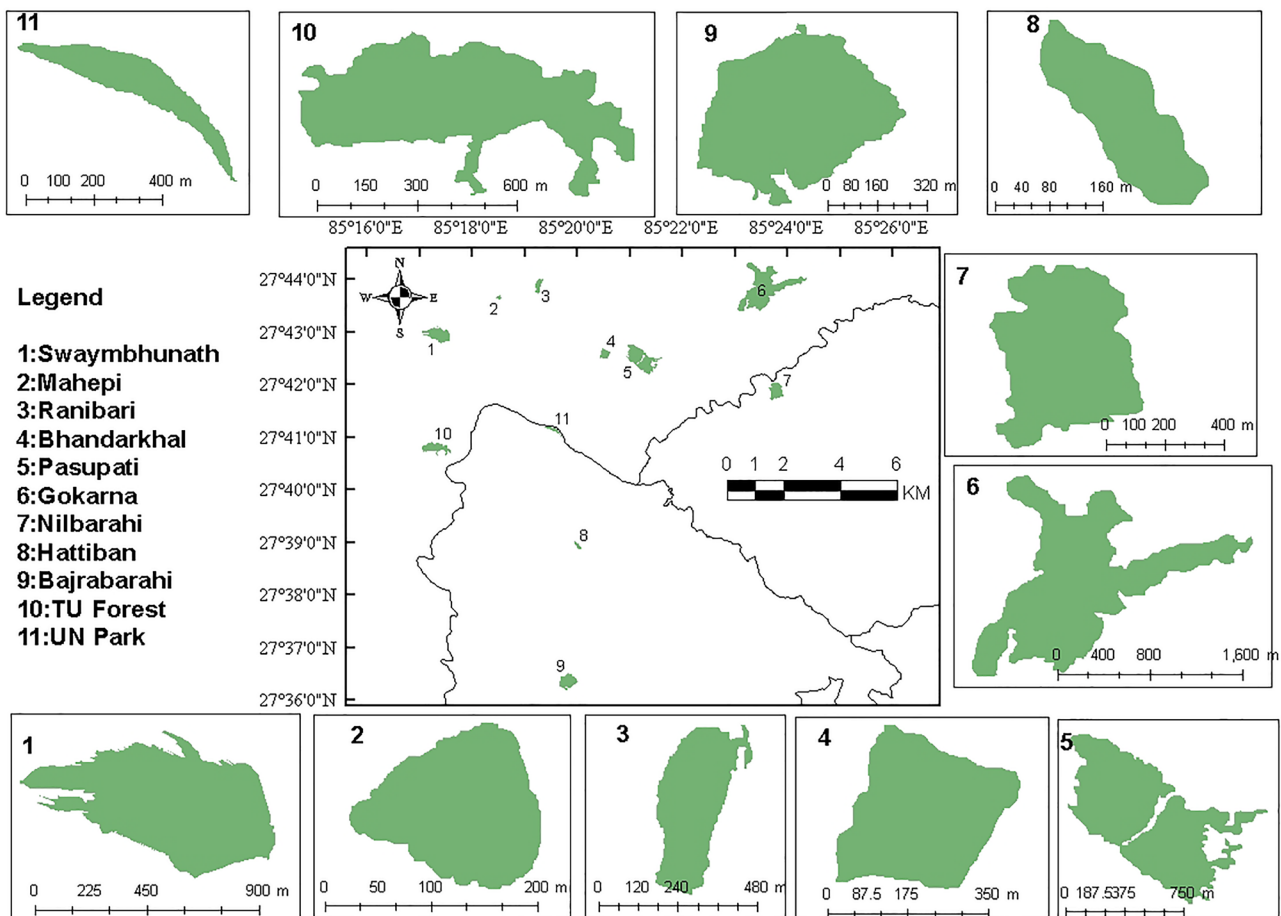 11
0 100 200 400 m
10
0 150 300 600 m
9
0 80 160 320 m
8
0 40 80 160 m
85°16'0"E 85°18'0"E 85°20'0"E 85°22'0"E 85°24'0"E 85°26'0"E
Legend
1:Swaymbhunath
2:Mahepi
3:Ranibari
4:Bhandarkhal
5:Pasupati
6:Gokarna
7:Nilbarahi
8:Hattiban
9:Bajrabarahi
10:TU Forest
11:UN Park
27°44'0"N
27°43'0"N
27°42'0"N
27°41'0"N
27°40'0"N
27°39'0"N
27°38'0"N
27°37'0"N
27°36'0"N
N
W E
S
1
2
3
4
5
6
7
8
9
10
11
0 1 2 4 6
KM
7
0 100 200 400 m
6
0 400 800 1,600 m
1
0 225 450 900 m
2
0 50 100 200 m
3
0 120 240 480 m
4
0 87.5 175 350 m
5
0 187.5375 750 m